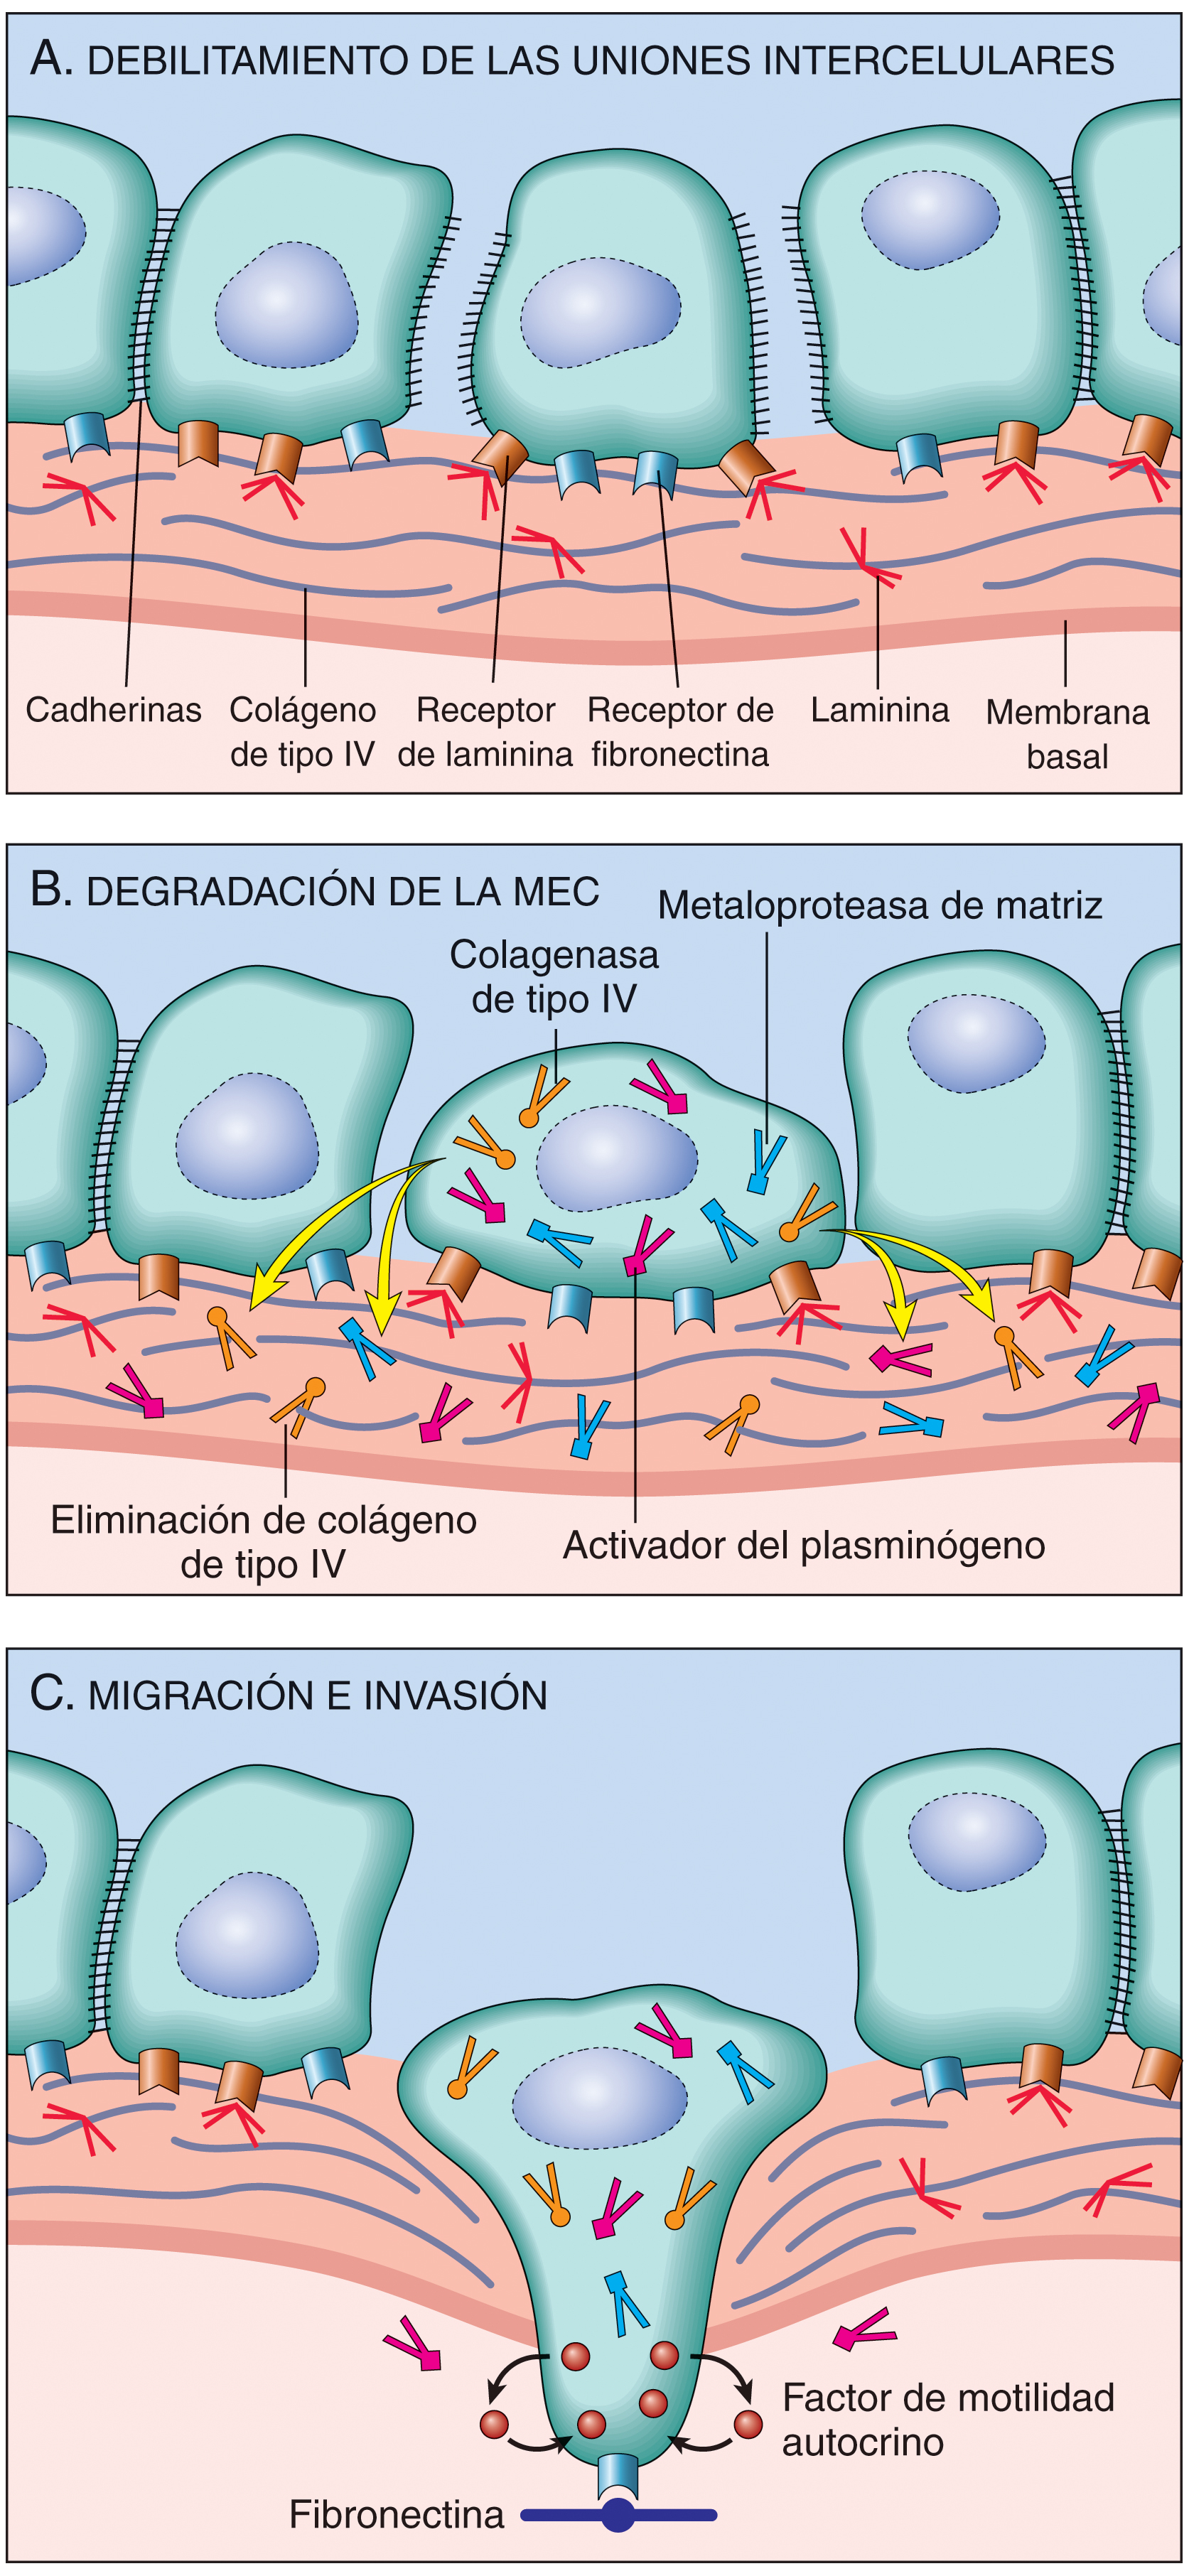 A. DEBILITAMIENTO DE LAS UNIONES INTERCELULARES
Cadherinas
Colágeno
de tipo IV
Receptor
de laminina
Receptor de
fibronectina
Laminina
Membrana
basal
B. DEGRADACIÓN DE LA MEC
Metaloproteasa de matriz
Colagenasa
de tipo IV
Eliminación de colágeno
de tipo IV
Activador del plasminógeno
C. MIGRACIÓN E INVASIÓN
Factor de motilidad
autocrino
Fibronectina